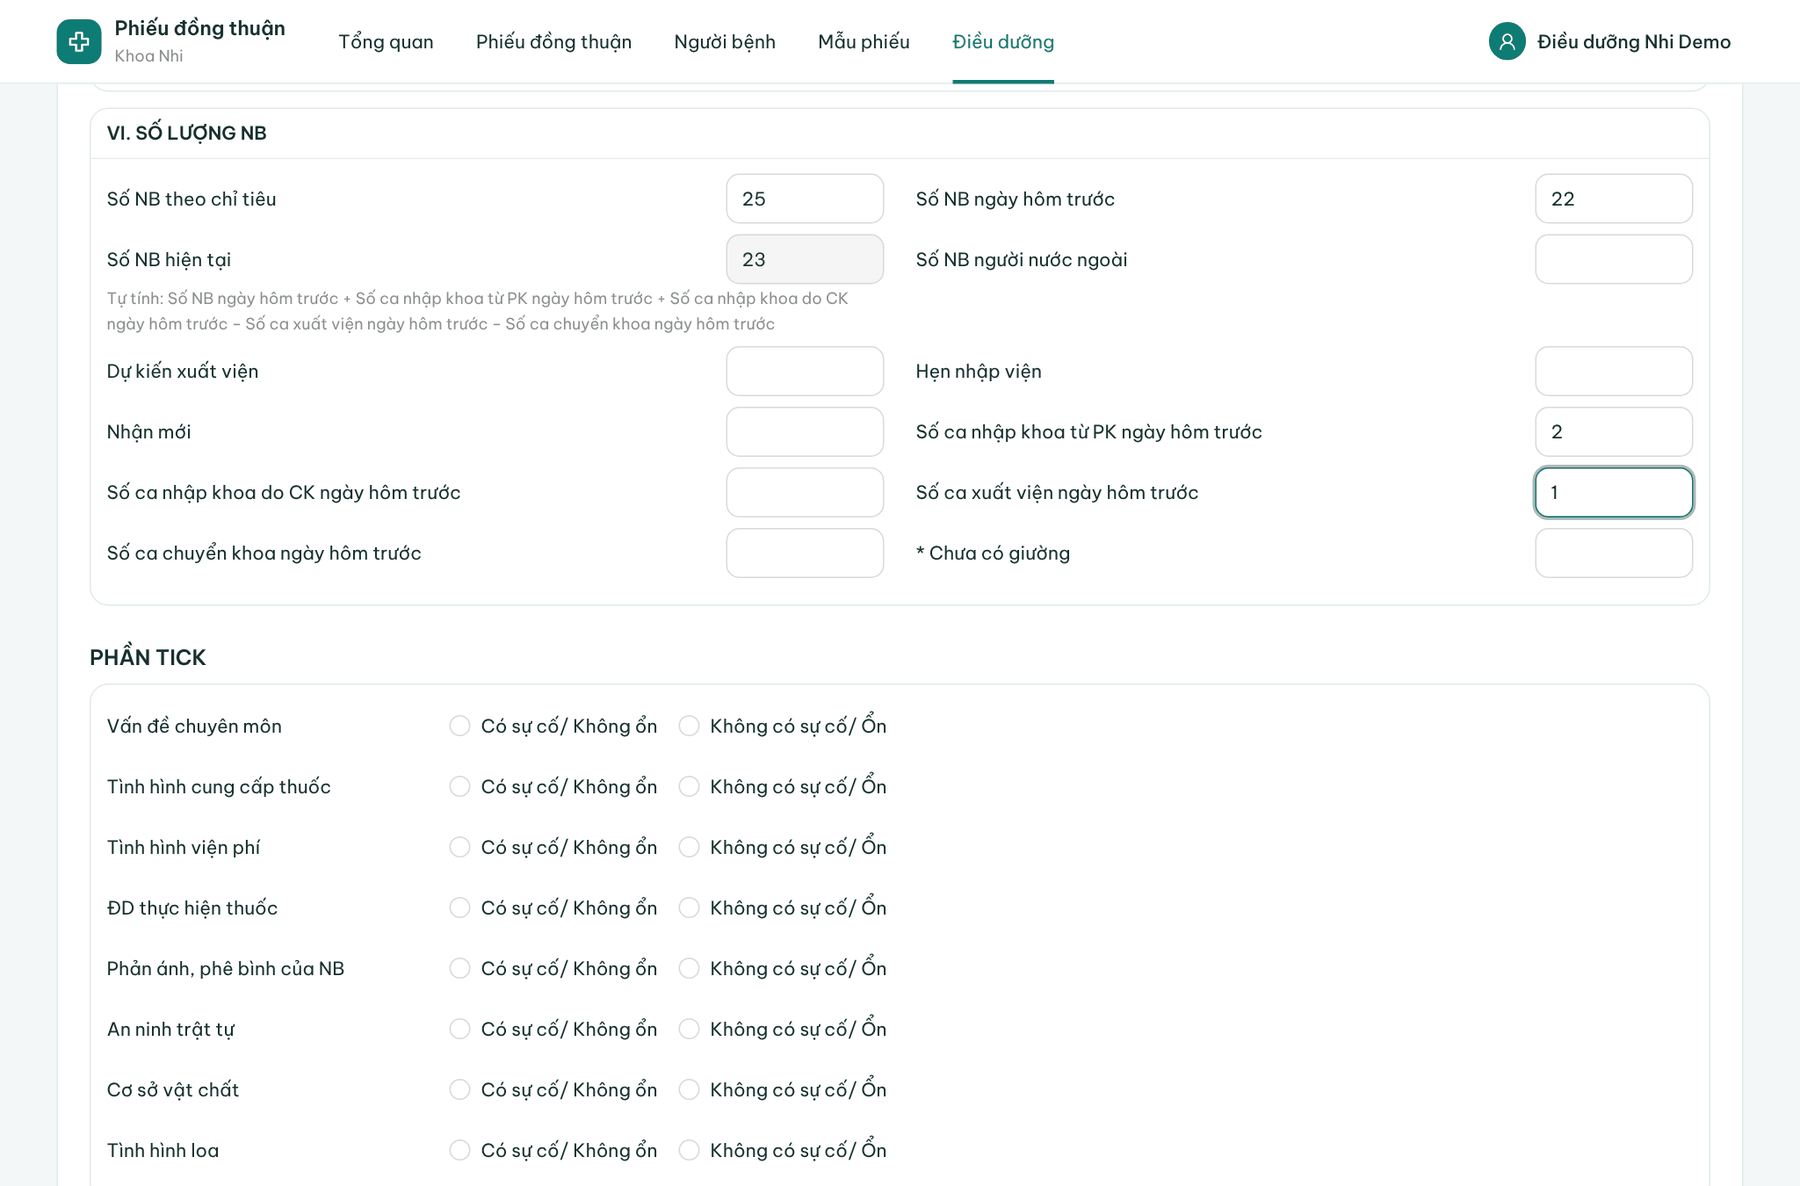 Phiếu đồng thuận
Khoa Nhi
Tổng quan
Phiếu đồng thuận
Người bệnh
Mẫu phiếu
Điều dưỡng
Điều dưỡng Nhi Demo
VI. SỐ LƯỢNG NB
Số NB theo chỉ tiêu 25 Số NB ngày hôm trước 22
Số NB hiện tại 23 Số NB người nước ngoài
Tự tính: Số NB ngày hôm trước + Số ca nhập khoa từ PK ngày hôm trước + Số ca nhập khoa do CK
ngày hôm trước − Số ca xuất viện ngày hôm trước − Số ca chuyển khoa ngày hôm trước
Dự kiến xuất viện Hẹn nhập viện
Nhận mới Số ca nhập khoa từ PK ngày hôm trước 2
Số ca nhập khoa do CK ngày hôm trước Số ca xuất viện ngày hôm trước 1
Số ca chuyển khoa ngày hôm trước * Chưa có giường
PHẦN TICK
Vấn đề chuyên môn Có sự cố/ Không ổn Không có sự cố/ Ổn
Tình hình cung cấp thuốc Có sự cố/ Không ổn Không có sự cố/ Ổn
Tình hình viện phí Có sự cố/ Không ổn Không có sự cố/ Ổn
ĐD thực hiện thuốc Có sự cố/ Không ổn Không có sự cố/ Ổn
Phản ánh, phê bình của NB Có sự cố/ Không ổn Không có sự cố/ Ổn
An ninh trật tự Có sự cố/ Không ổn Không có sự cố/ Ổn
Cơ sở vật chất Có sự cố/ Không ổn Không có sự cố/ Ổn
Tình hình loa Có sự cố/ Không ổn Không có sự cố/ Ổn